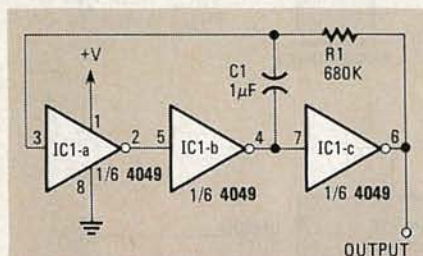 R1
680K
C1
1µF
+V
3
1
IC1-a
2
8
1/6 4049
5
IC1-b
4
1/6 4049
7
IC1-c
6
1/6 4049
OUTPUT